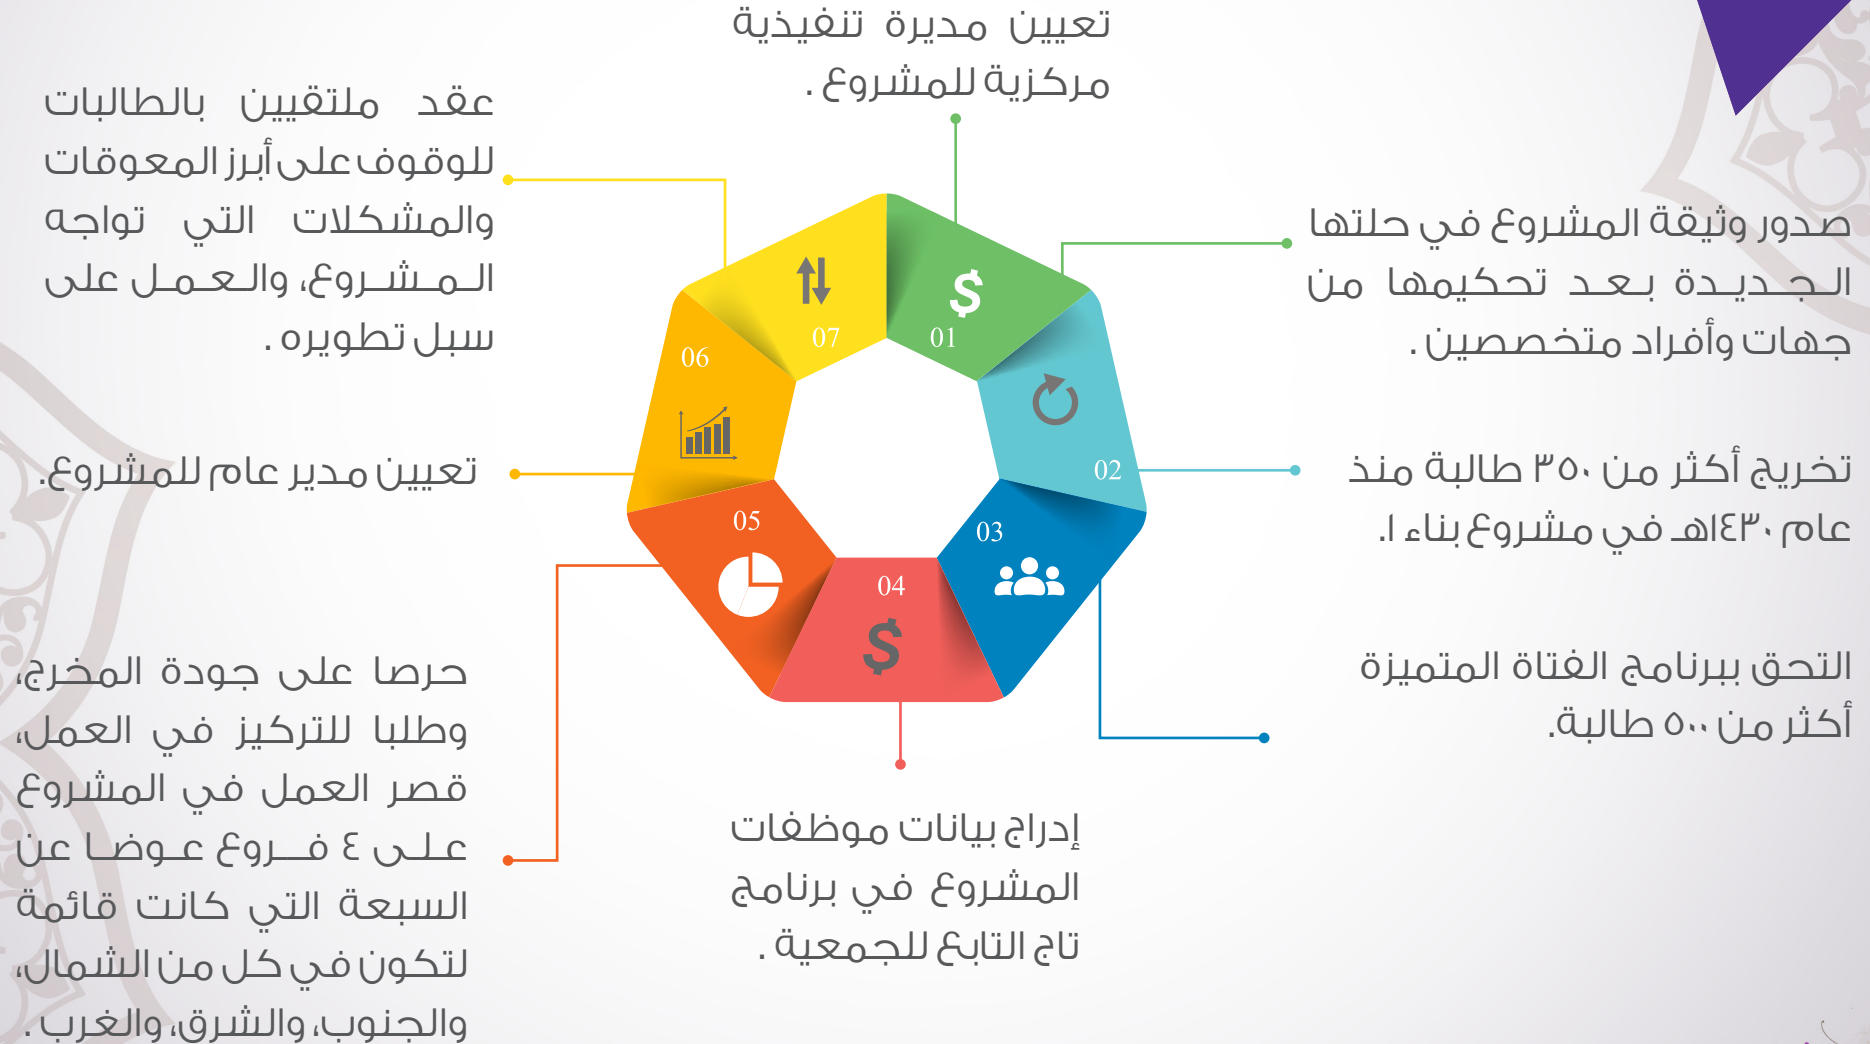 تعيين مديرة تنفيذية
مركزية للمشروع .
صدور وثيقة المشروع في حلتها
الجديدة بعد تحكيمها من
جهات وأفراد متخصصين .
تخريج أكثر من ٣٥٠ طالبة منذ
عام ١٤٣٠هـ في مشروع بناء ١.
التحق ببرنامج الفتاة المتميزة
أكثر من ٥٠٠ طالبة.
إدراج بيانات موظفات
المشروع في برنامج
تاج التابع للجمعية .
حرصا على جودة المخرج،
وطلبا للتركيز في العمل،
قصر العمل في المشروع
على ٤ فروع عوضا عن
السبعة التي كانت قائمة
لتكون في كل من الشمال،
والجنوب، والشرق، والغرب .
تعيين مدير عام للمشروع.
عقد ملتقيين بالطالبات
للوقوف على أبرز المعوقات
والمشكلات التي تواجه
المشروع، والعمل على
سبل تطويره .
01
$
02
03
04
$
05
06
07